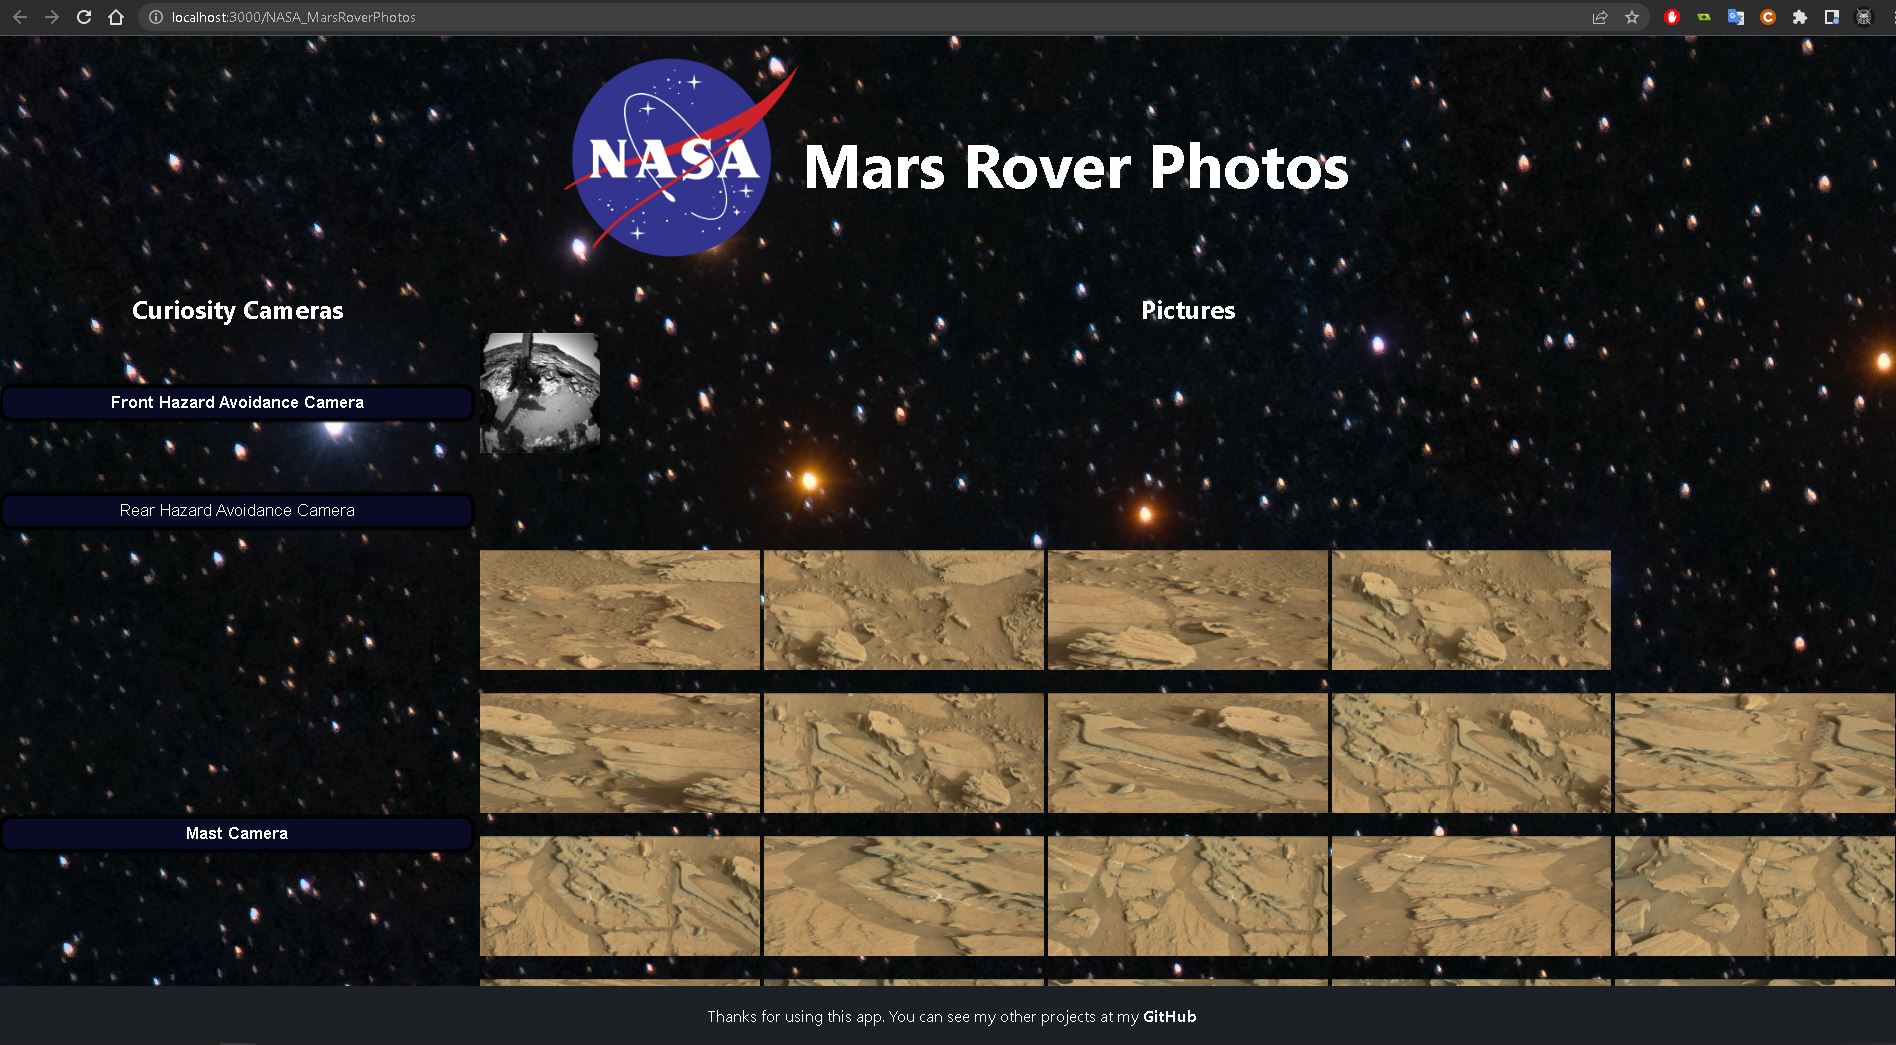 localhost:3000/NASA_MarsRoverPhotos
NASA
Mars Rover Photos
Curiosity Cameras
Pictures
Front Hazard Avoidance Camera
Rear Hazard Avoidance Camera
Mast Camera
Thanks for using this app. You can see my other projects at my GitHub